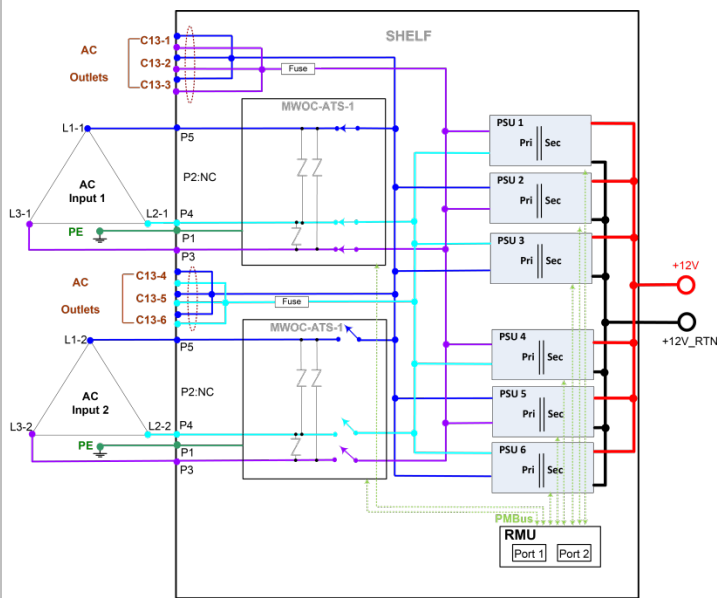 SHELF
AC
Outlets
C13-1
C13-2
C13-3
Fuse
MWOC-ATS-1
L1-1
P5
AC
Input 1
P2:NC
L3-1
L2-1
P4
PE
P1
P3
AC
Outlets
C13-4
C13-5
C13-6
Fuse
MWOC-ATS-1
L1-2
P5
AC
Input 2
P2:NC
L3-2
L2-2
P4
PE
P1
P3
PSU 1
Pri Sec
PSU 2
Pri Sec
PSU 3
Pri Sec
PSU 4
Pri Sec
PSU 5
Pri Sec
PSU 6
Pri Sec
+12V
+12V_RTN
PMBus
RMU
Port 1 Port 2